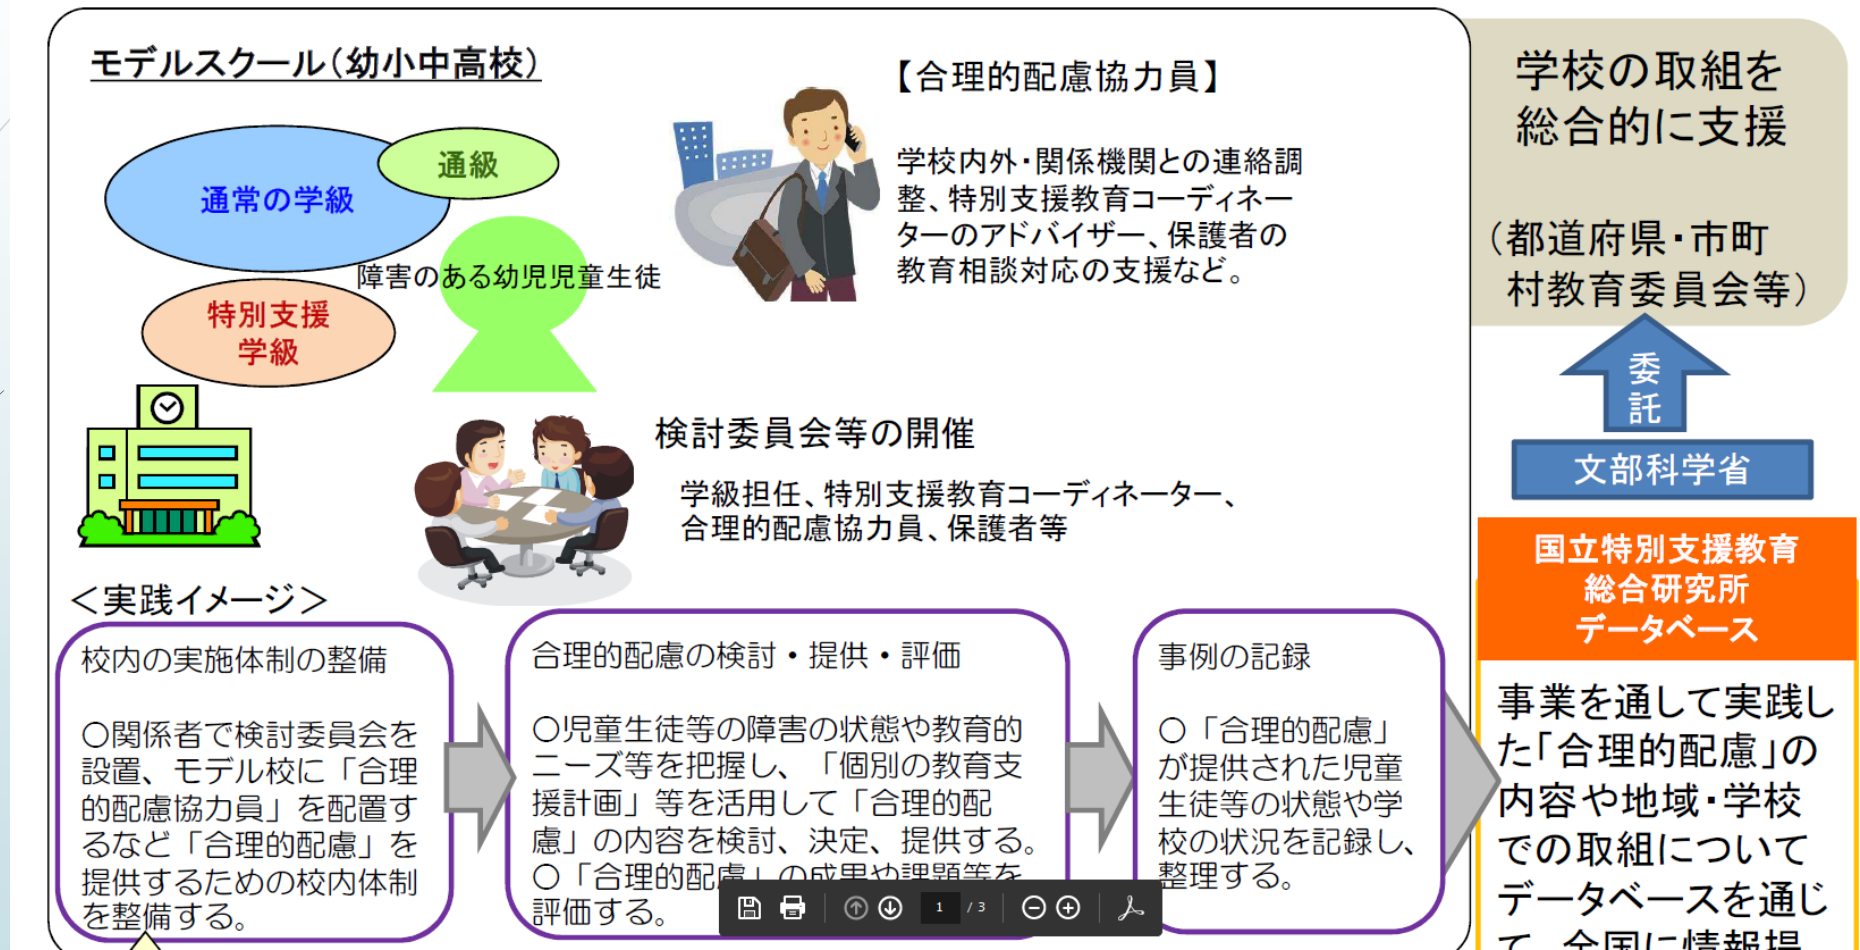 モデルスクール（幼小中高校）
通常の学級
通級
障害のある幼児児童生徒
特別支援
学級
【合理的配慮協力員】
学校内外・関係機関との連絡調
整、特別支援教育コーディネー
ターのアドバイザー、保護者の
教育相談対応の支援など。
検討委員会等の開催
学級担任、特別支援教育コーディネーター、
合理的配慮協力員、保護者等
＜実践イメージ＞
校内の実施体制の整備
〇関係者で検討委員会を
設置、モデル校に「合理
的配慮協力員」を配置す
るなど「合理的配慮」を
提供するための校内体制
を整備する。
合理的配慮の検討・提供・評価
〇児童生徒等の障害の状態や教育的
ニーズ等を把握し、「個別の教育支
援計画」等を活用して「合理的配
慮」の内容を検討、決定、提供する。
〇「合理的配慮」の成果や課題等を
評価する。
事例の記録
〇「合理的配慮」
が提供された児童
生徒等の状態や学
校の状況を記録し、
整理する。
学校の取組を
総合的に支援
（都道府県・市町
村教育委員会等）
委
託
文部科学省
国立特別支援教育
総合研究所
データベース
事業を通して実践し
た「合理的配慮」の
内容や地域・学校
での取組について
データベースを通じ
て、全国に情報提
1 / 3